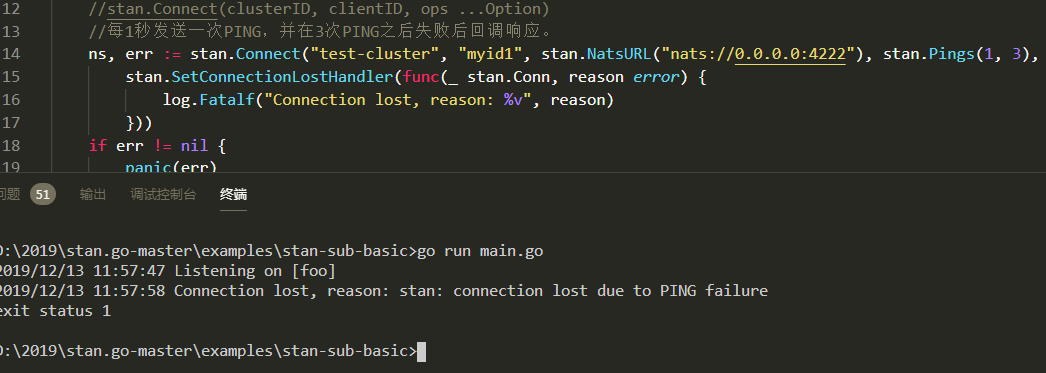 12 //stan.Connect(clusterID, clientID, ops ...Option)
13 //每1秒发送一次PING，并在3次PING之后失败后回调响应。
14 ns, err := stan.Connect("test-cluster", "myid1", stan.NatsURL("nats://0.0.0.0:4222"), stan.Pings(1, 3),
15 stan.SetConnectionLostHandler(func(_ stan.Conn, reason error) {
16 log.Fatalf("Connection lost, reason: %v", reason)
17 }))
18 if err != nil {
19 panic(err)
问题 51 输出 调试控制台 终端
D:\2019\stan.go-master\examples\stan-sub-basic>go run main.go
2019/12/13 11:57:47 Listening on [foo]
2019/12/13 11:57:58 Connection lost, reason: stan: connection lost due to PING failure
exit status 1
D:\2019\stan.go-master\examples\stan-sub-basic>